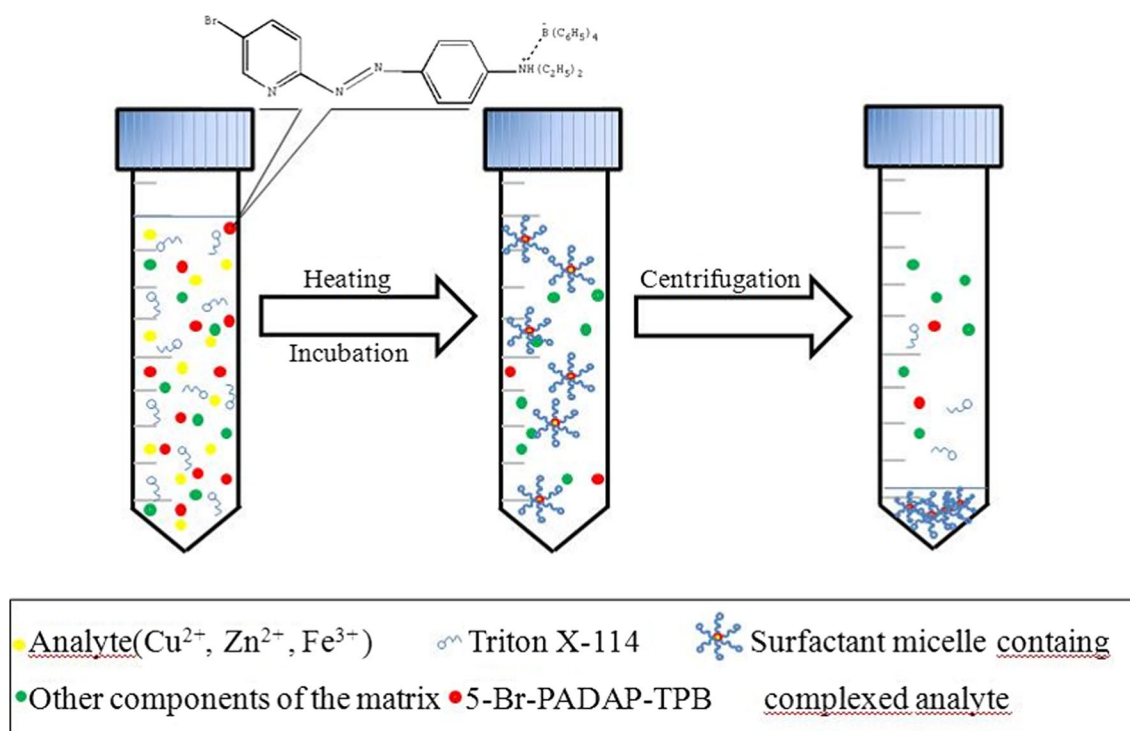 Br
B̄(C₆H₅)₄
N
N
N
NH(C₂H₅)₂
+
Heating
Incubation
Centrifugation
Analyte(Cu²⁺, Zn²⁺, Fe³⁺)
Triton X-114
Surfactant micelle containg
Other components of the matrix
5-Br-PADAP-TPB
complexed analyte